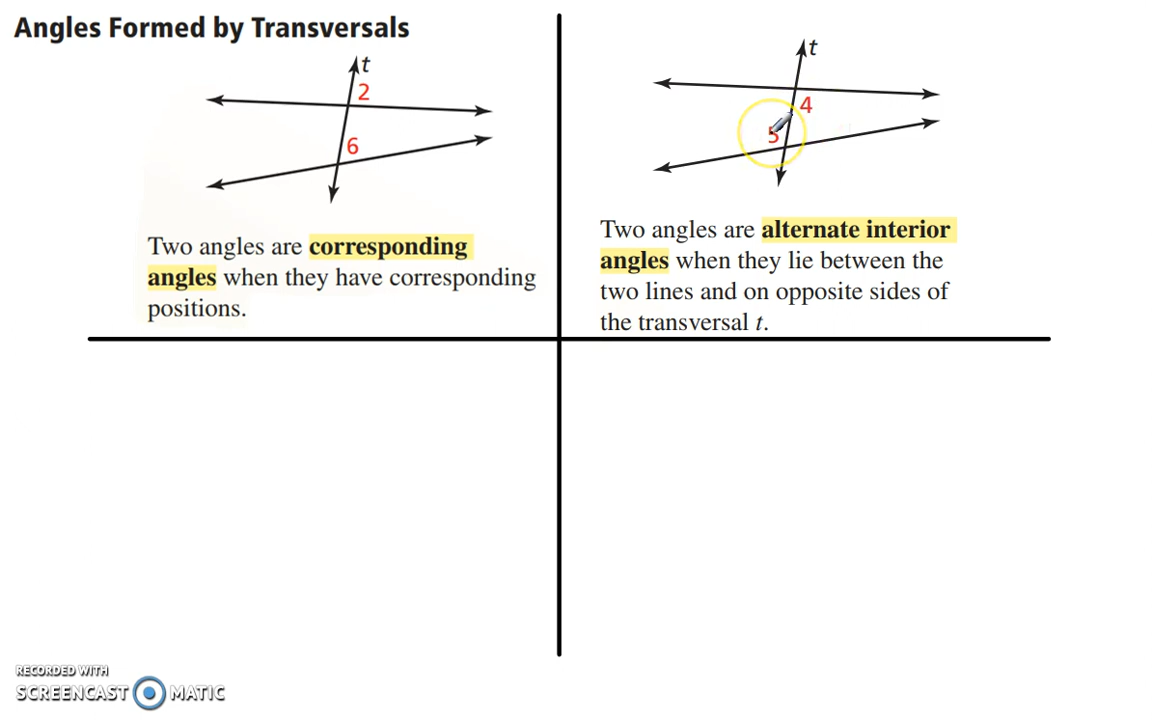 Angles Formed by Transversals
t
2
6
Two angles are corresponding
angles when they have corresponding
positions.
t
4
5
Two angles are alternate interior
angles when they lie between the
two lines and on opposite sides of
the transversal t.
RECORDED WITH
SCREENCAST MATIC